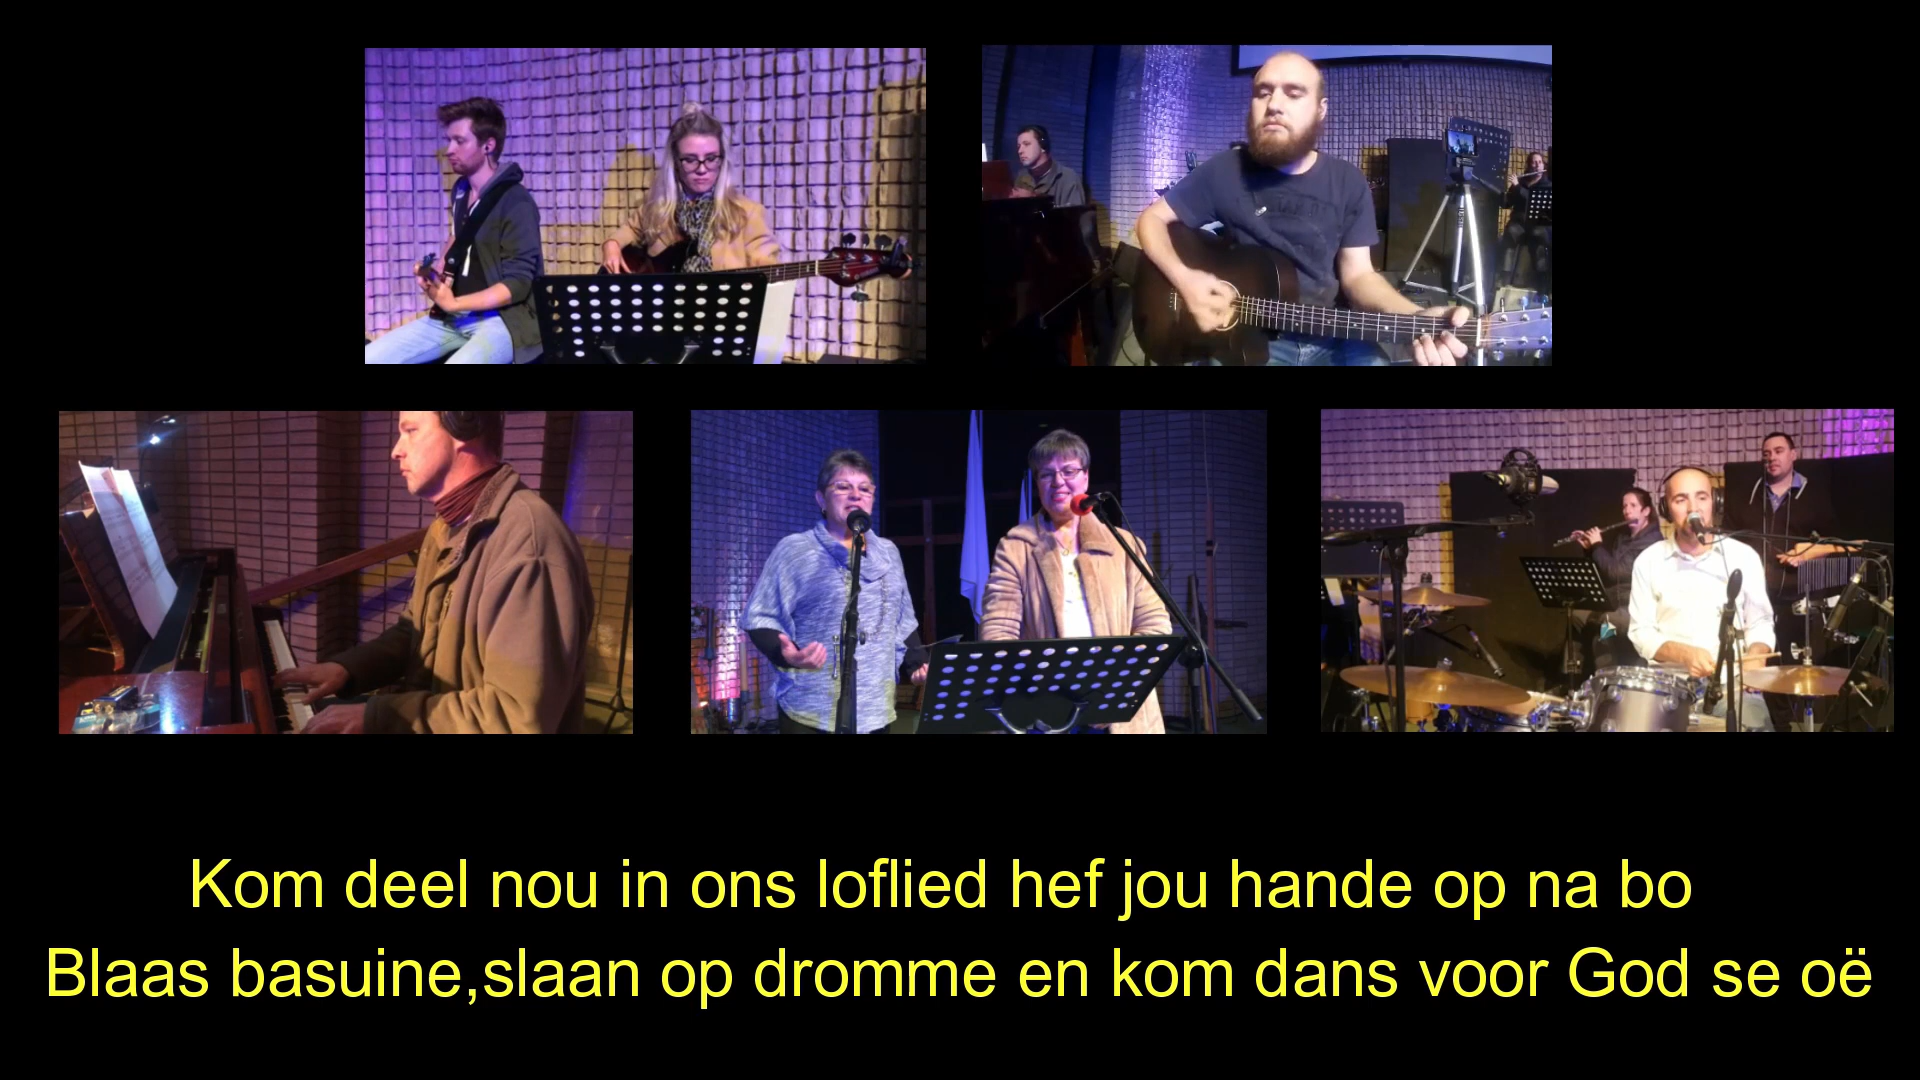 Kom deel nou in ons loflied hef jou hande op na bo
Blaas basuine,slaan op dromme en kom dans voor God se oë